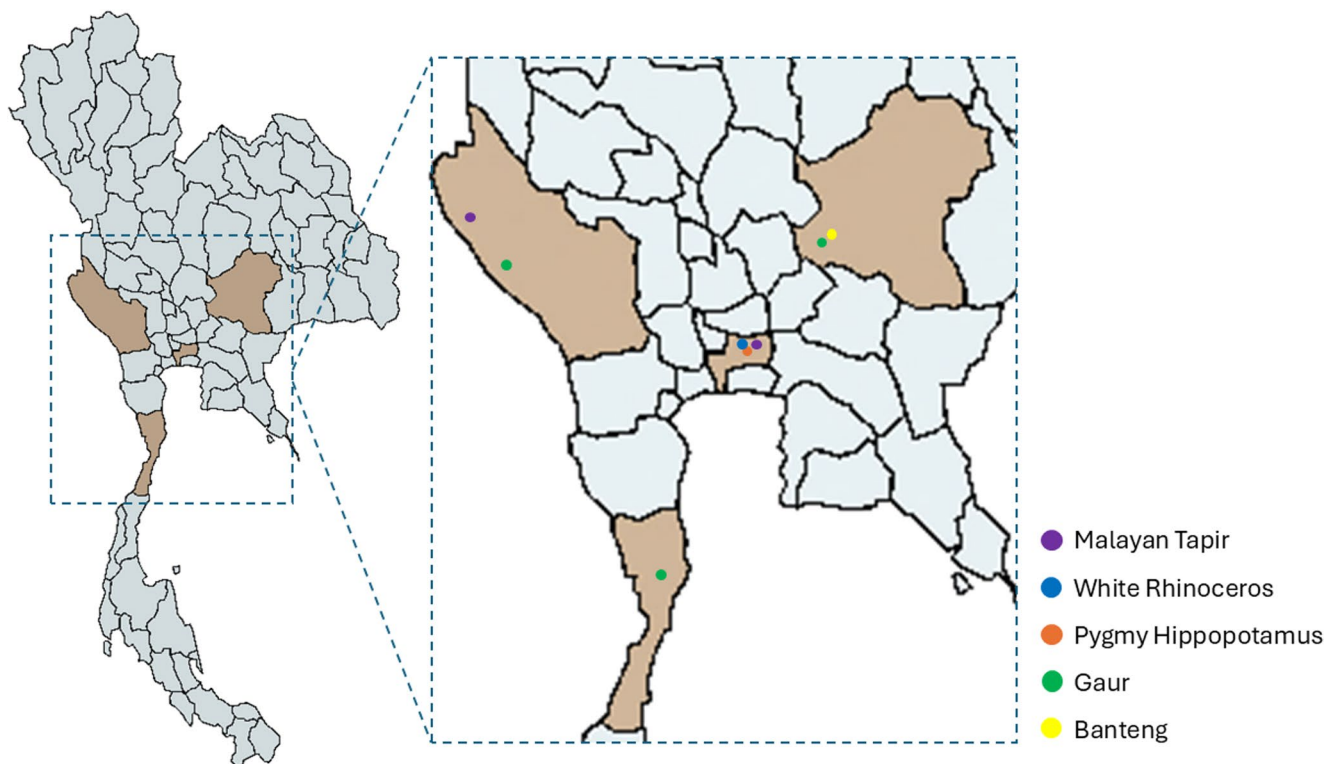 Malayan Tapir
White Rhinoceros
Pygmy Hippopotamus
Gaur
Banteng